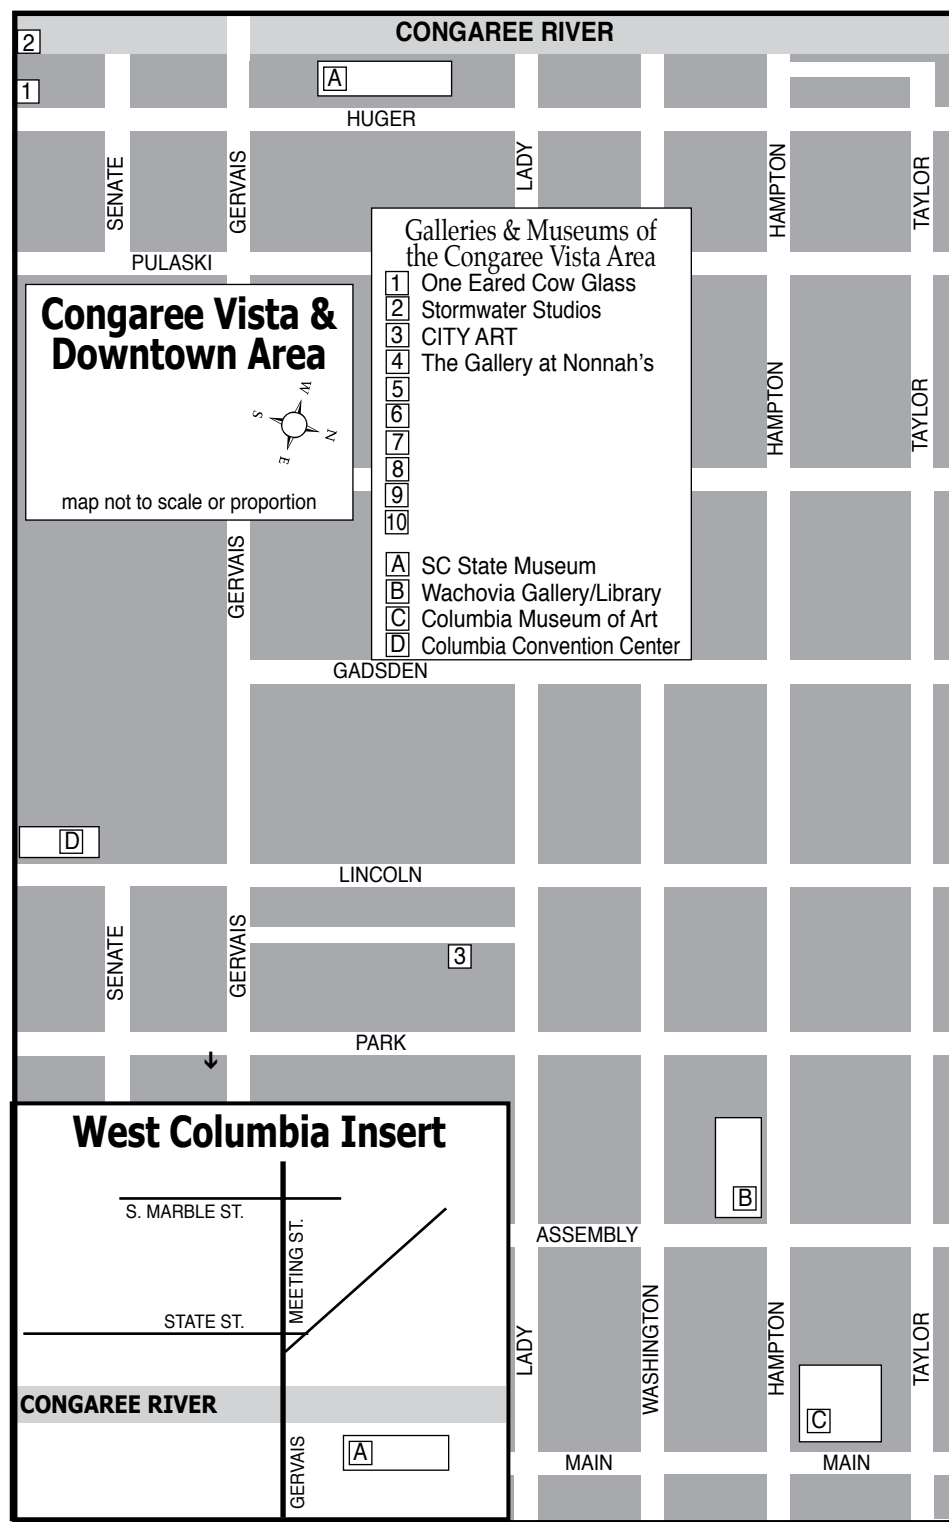 CONGAREE RIVER
2
A
1
HUGER
SENATE
GERVAIS
LADY
HAMPTON
TAYLOR
PULASKI
Galleries & Museums of
the Congaree Vista Area
1 One Eared Cow Glass
2 Stormwater Studios
3 CITY ART
4 The Gallery at Nonnah's
5
6
7
8
9
10
A SC State Museum
B Wachovia Gallery/Library
C Columbia Museum of Art
D Columbia Convention Center
Congaree Vista &
Downtown Area
W
S
N
E
map not to scale or proportion
HAMPTON
TAYLOR
GERVAIS
GADSDEN
D
LINCOLN
SENATE
GERVAIS
3
PARK
West Columbia Insert
S. MARBLE ST.
MEETING ST.
STATE ST.
CONGAREE RIVER
GERVAIS
A
B
ASSEMBLY
LADY
WASHINGTON
HAMPTON
TAYLOR
C
MAIN
MAIN